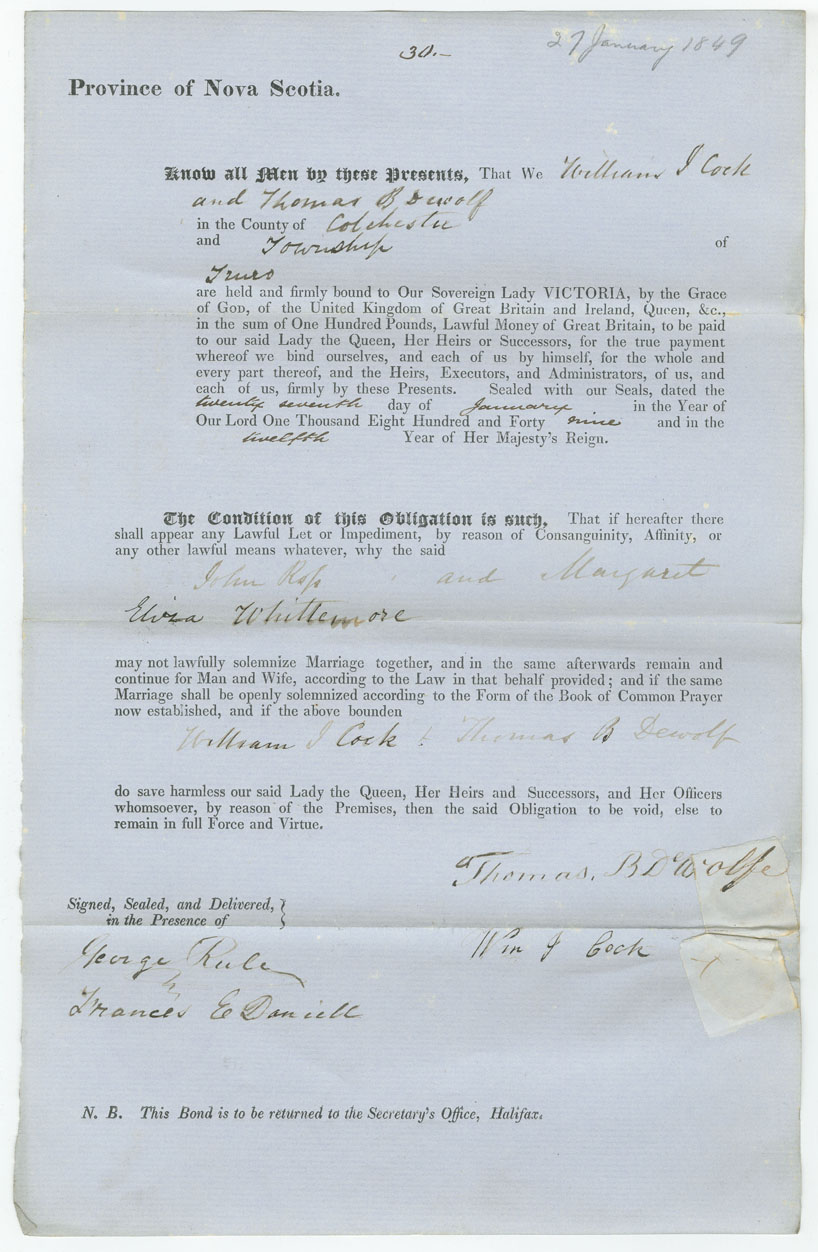 30.-
27 January 1849
Province of Nova Scotia.
Know all Men by these Presents, That We William J Cock
and Thomas B Dewolf
in the County of Colchester
and Township of
Truro
are held and firmly bound to Our Sovereign Lady VICTORIA, by the Grace
of GOD, of the United Kingdom of Great Britain and Ireland, Queen, &c.,
in the sum of One Hundred Pounds, Lawful Money of Great Britain, to be paid
to our said Lady the Queen, Her Heirs or Successors, for the true payment
whereof we bind ourselves, and each of us by himself, for the whole and
every part thereof, and the Heirs, Executors, and Administrators, of us, and
each of us, firmly by these Presents. Sealed with our Seals, dated the
twenty seventh day of January in the Year of
Our Lord One Thousand Eight Hundred and Forty nine and in the
twelfth Year of Her Majesty's Reign.
The Condition of this Obligation is such, That if hereafter there
shall appear any Lawful Let or Impediment, by reason of Consanguinity, Affinity, or
any other lawful means whatever, why the said
John Ross and Margaret
Eliza Whittemore
may not lawfully solemnize Marriage together, and in the same afterwards remain and
continue for Man and Wife, according to the Law in that behalf provided; and if the same
Marriage shall be openly solemnized according to the Form of the Book of Common Prayer
now established, and if the above bounden
William J Cock & Thomas B Dewolf
do save harmless our said Lady the Queen, Her Heirs and Successors, and Her Officers
whomsoever, by reason of the Premises, then the said Obligation to be void, else to
remain in full Force and Virtue.
Thomas. B DeWolfe
Signed, Sealed, and Delivered,
in the Presence of
Wm J Cock
George Rule
Frances E Daniell
N. B. This Bond is to be returned to the Secretary's Office, Halifax.